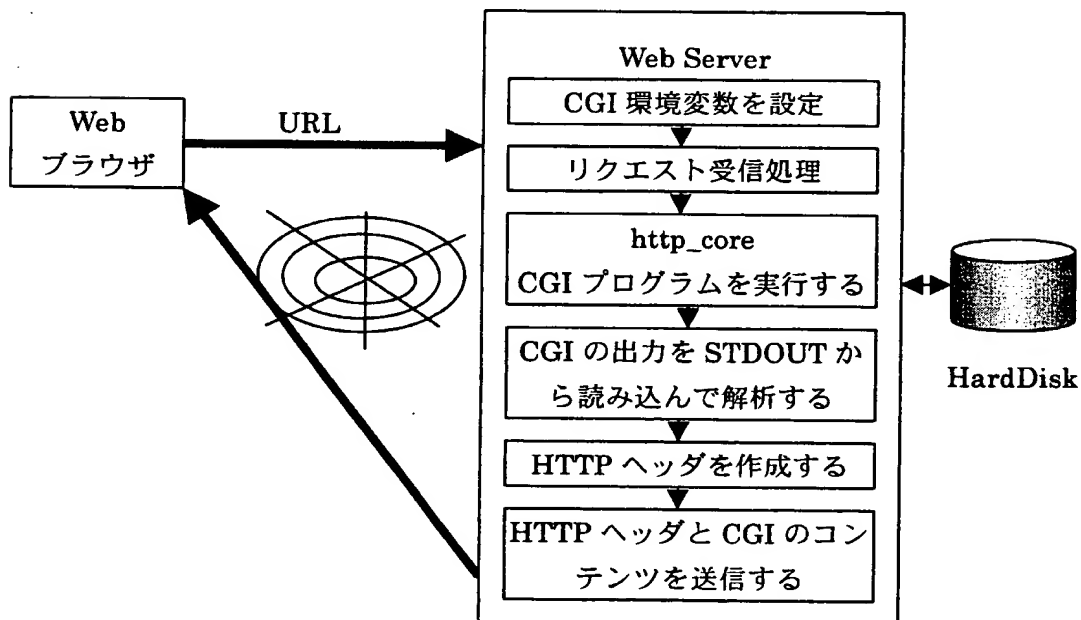 Web
ブラウザ
URL
Web Server
CGI 環境変数を設定
リクエスト受信処理
http_core
CGI プログラムを実行する
CGI の出力を STDOUT か
ら読み込んで解析する
HTTP ヘッダを作成する
HTTP ヘッダと CGI のコン
テンツを送信する
HardDisk